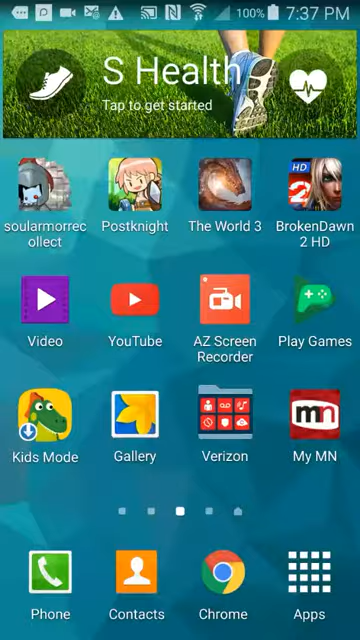 100% 7:37 PM
S Health
Tap to get started
soularmorrec
ollect
Postknight
The World 3
HD
2
BrokenDawn
2 HD
Video
YouTube
AZ Screen
Recorder
Play Games
Kids Mode
Gallery
Verizon
mn
My MN
Phone
Contacts
Chrome
Apps